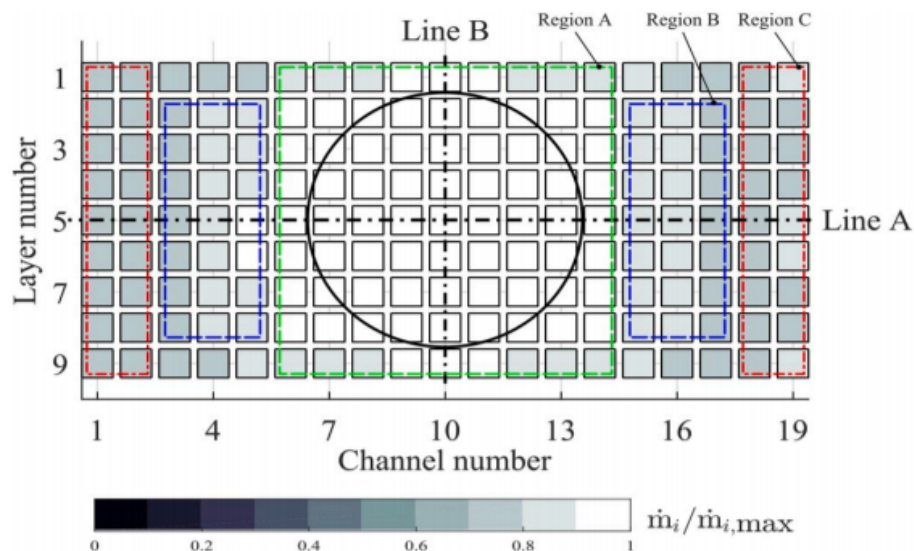 Line B
Region A
Region B
Region C
Layer number
1
3
5
7
9
Line A
1 4 7 10 13 16 19
Channel number
0 0.2 0.4 0.6 0.8 1
ṁᵢ/ṁᵢ,max